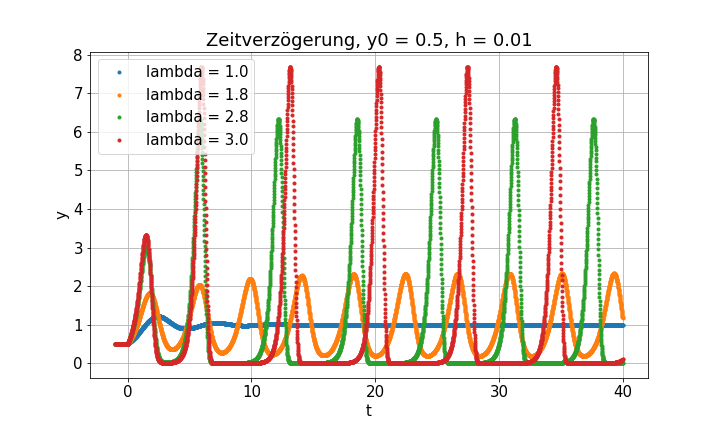 Zeitverzögerung, y0 = 0.5, h = 0.01
8
7
6
5
4
3
2
1
0
y
lambda = 1.0
lambda = 1.8
lambda = 2.8
lambda = 3.0
0 10 20 30 40
t